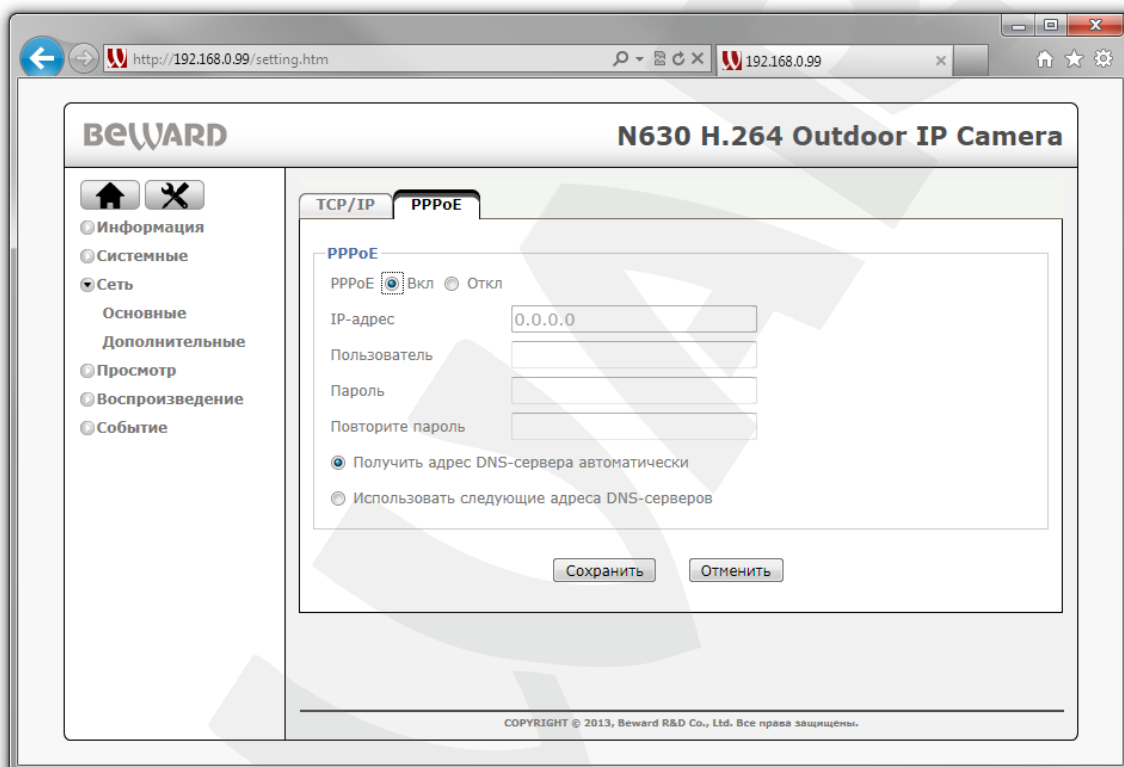 http://192.168.0.99/setting.htm
192.168.0.99
BEWARD
N630 H.264 Outdoor IP Camera
Информация
Системные
Сеть
Основные
Дополнительные
Просмотр
Воспроизведение
Событие
TCP/IP
PPPoE
PPPoE
PPPoE Вкл Откл
IP-адрес 0.0.0.0
Пользователь
Пароль
Повторите пароль
Получить адрес DNS-сервера автоматически
Использовать следующие адреса DNS-серверов
Сохранить Отменить
COPYRIGHT © 2013, Beward R&D Co., Ltd. Все права защищены.